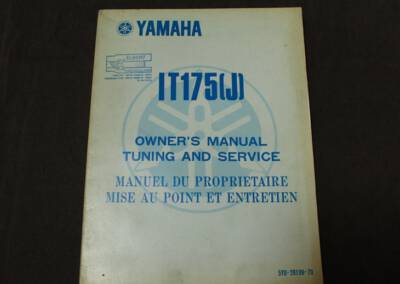 YAMAHA
IT175(J)
OWNER'S MANUAL
TUNING AND SERVICE
MANUEL DU PROPRIETAIRE
MISE AU POINT ET ENTRETIEN